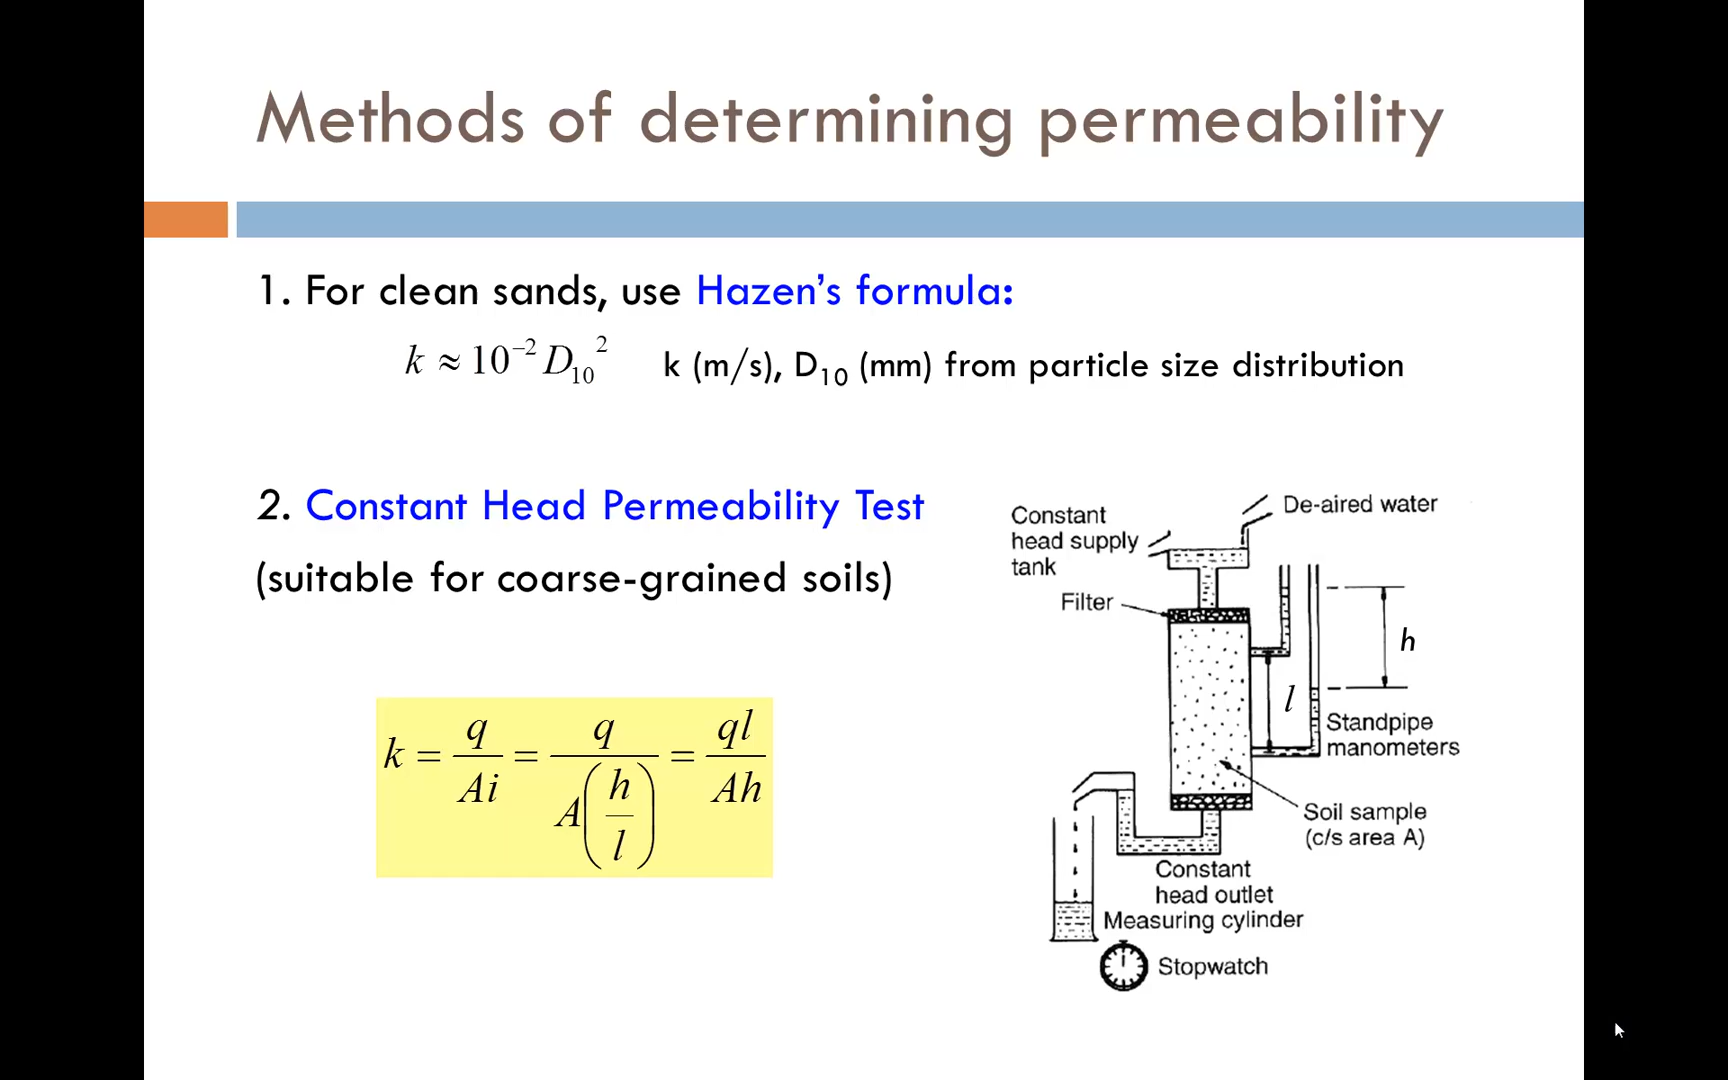 Methods of determining permeability
1. For clean sands, use Hazen's formula:
k ≈ 10⁻² D₁₀² k (m/s), D₁₀ (mm) from particle size distribution
2. Constant Head Permeability Test
(suitable for coarse-grained soils)
k = q/(Ai) = q/(A(h/l)) = ql/(Ah)
De-aired water
Constant
head supply
tank
Filter
h
l
Standpipe
manometers
Soil sample
(c/s area A)
Constant
head outlet
Measuring cylinder
Stopwatch